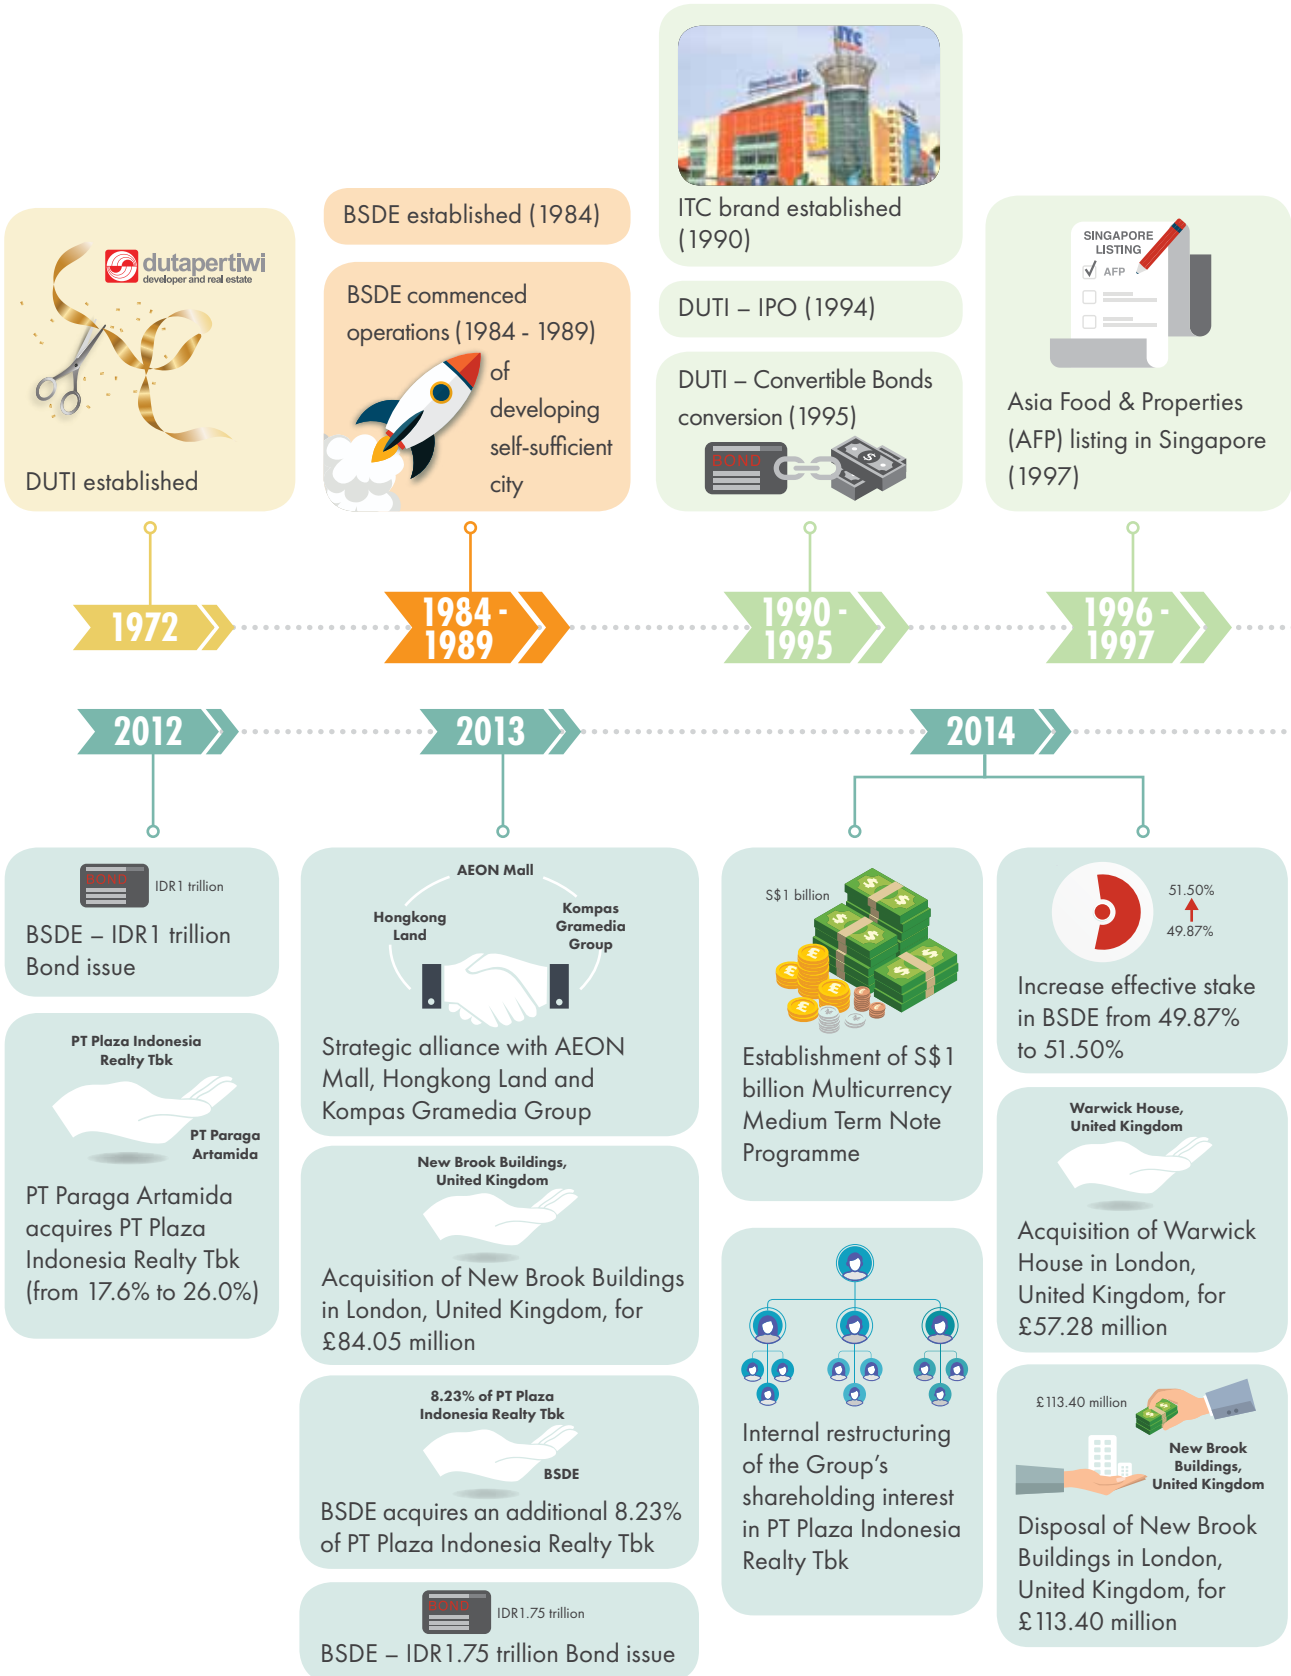 dutapertiwi
developer and real estate
DUTI established
BSDE established (1984)
BSDE commenced
operations (1984 - 1989)
of
developing
self-sufficient
city
ITC
Carrefour
ITC brand established
(1990)
DUTI – IPO (1994)
DUTI – Convertible Bonds
conversion (1995)
BOND
SINGAPORE
LISTING
AFP
Asia Food & Properties
(AFP) listing in Singapore
(1997)
1972
1984 -
1989
1990 -
1995
1996 -
1997
2012
2013
2014
BOND
IDR1 trillion
BSDE – IDR1 trillion
Bond issue
PT Plaza Indonesia
Realty Tbk
PT Paraga
Artamida
PT Paraga Artamida
acquires PT Plaza
Indonesia Realty Tbk
(from 17.6% to 26.0%)
AEON Mall
Hongkong
Land
Kompas
Gramedia
Group
Strategic alliance with AEON
Mall, Hongkong Land and
Kompas Gramedia Group
New Brook Buildings,
United Kingdom
Acquisition of New Brook Buildings
in London, United Kingdom, for
£84.05 million
8.23% of PT Plaza
Indonesia Realty Tbk
BSDE
BSDE acquires an additional 8.23%
of PT Plaza Indonesia Realty Tbk
BOND
IDR1.75 trillion
BSDE – IDR1.75 trillion Bond issue
S$1 billion
Establishment of S$1
billion Multicurrency
Medium Term Note
Programme
Internal restructuring
of the Group’s
shareholding interest
in PT Plaza Indonesia
Realty Tbk
51.50%
49.87%
Increase effective stake
in BSDE from 49.87%
to 51.50%
Warwick House,
United Kingdom
Acquisition of Warwick
House in London,
United Kingdom, for
£57.28 million
£113.40 million
New Brook
Buildings,
United Kingdom
Disposal of New Brook
Buildings in London,
United Kingdom, for
£113.40 million